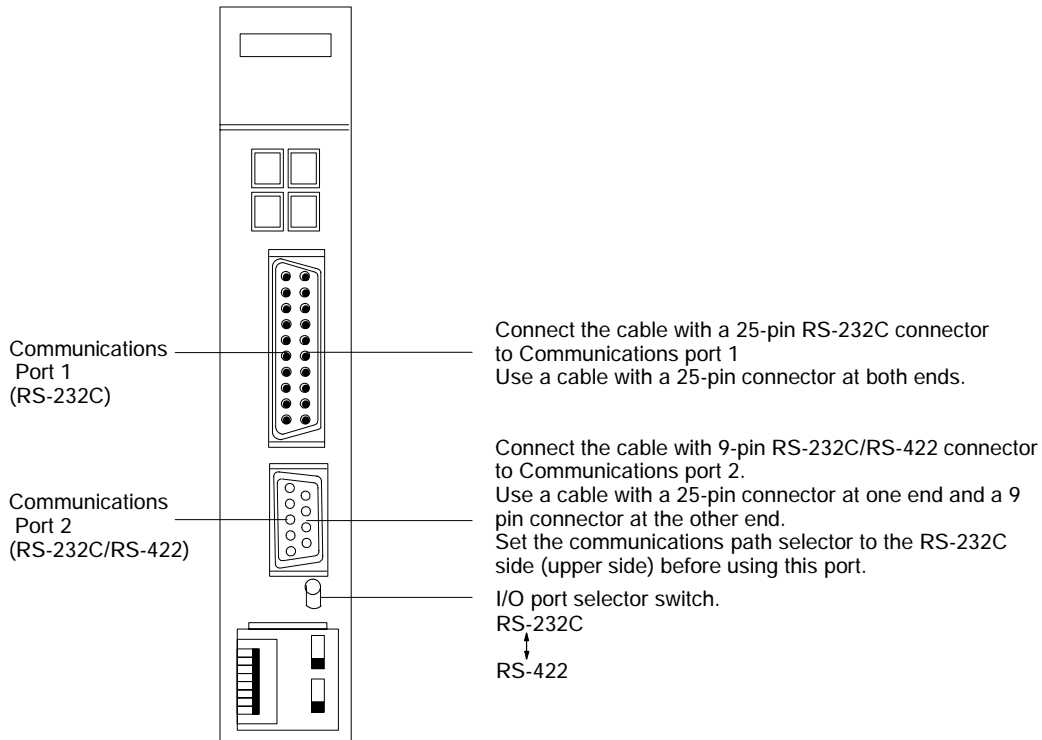 Communications
Port 1
(RS-232C)
Connect the cable with a 25-pin RS-232C connector
to Communications port 1
Use a cable with a 25-pin connector at both ends.
Communications
Port 2
(RS-232C/RS-422)
Connect the cable with 9-pin RS-232C/RS-422 connector
to Communications port 2.
Use a cable with a 25-pin connector at one end and a 9
pin connector at the other end.
Set the communications path selector to the RS-232C
side (upper side) before using this port.
I/O port selector switch.
RS-232C
RS-422